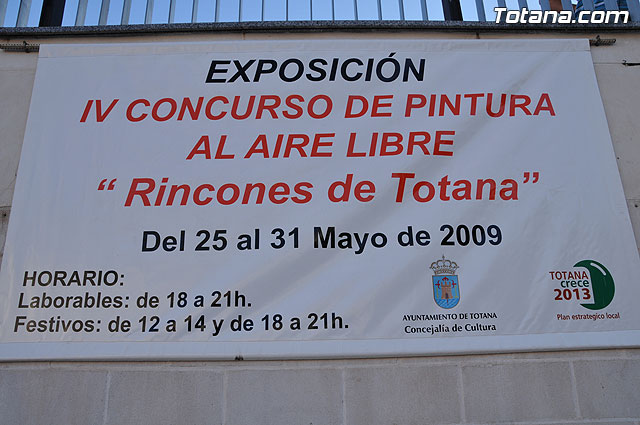 Totana.com
EXPOSICIÓN
IV CONCURSO DE PINTURA
AL AIRE LIBRE
“ Rincones de Totana”
Del 25 al 31 Mayo de 2009
HORARIO:
Laborables: de 18 a 21h.
Festivos: de 12 a 14 y de 18 a 21h.
AYUNTAMIENTO DE TOTANA
Concejalía de Cultura
TOTANA
crece
2013
Plan estrategico local